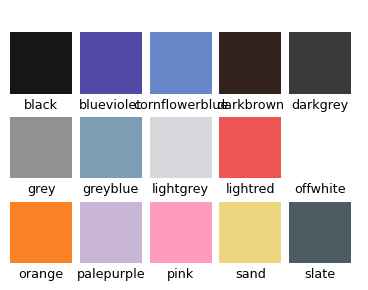 black blueviolet cornflowerblue darkbrown darkgrey
grey greyblue lightgrey lightred offwhite
orange palepurple pink sand slate